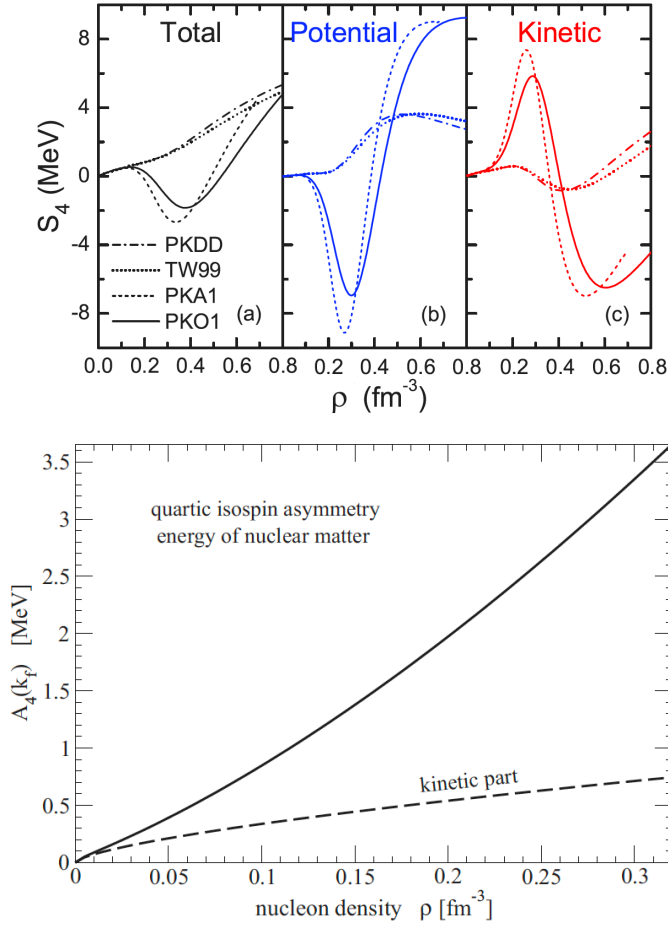 Total
Potential
Kinetic
S₄ (MeV)
8
4
0
-4
-8
PKDD
TW99
PKA1
PKO1
(a)
(b)
(c)
0.0 0.2 0.4 0.6 0.8 0.2 0.4 0.6 0.8 0.2 0.4 0.6 0.8
ρ (fm⁻³)
quartic isospin asymmetry
energy of nuclear matter
A₄(k_f) [MeV]
3.5
3
2.5
2
1.5
1
0.5
0
kinetic part
0 0.05 0.1 0.15 0.2 0.25 0.3
nucleon density ρ [fm⁻³]